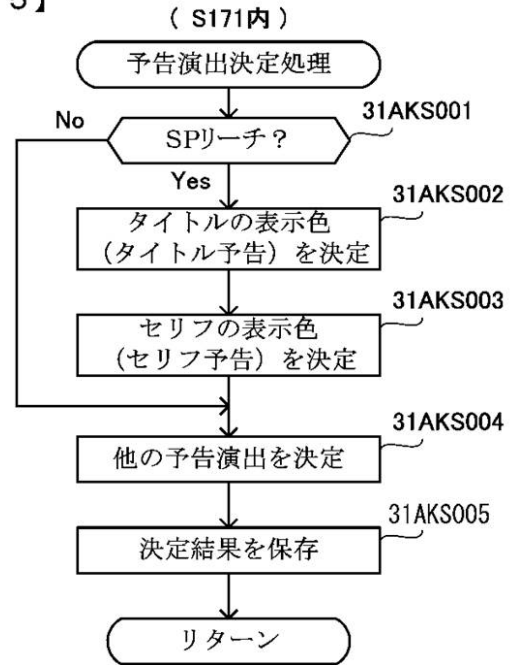 3】
( S171内 )
予告演出決定処理
31AKS001
No
SPリーチ?
Yes
31AKS002
タイトルの表示色
(タイトル予告) を決定
31AKS003
セリフの表示色
(セリフ予告) を決定
31AKS004
他の予告演出を決定
31AKS005
決定結果を保存
リターン